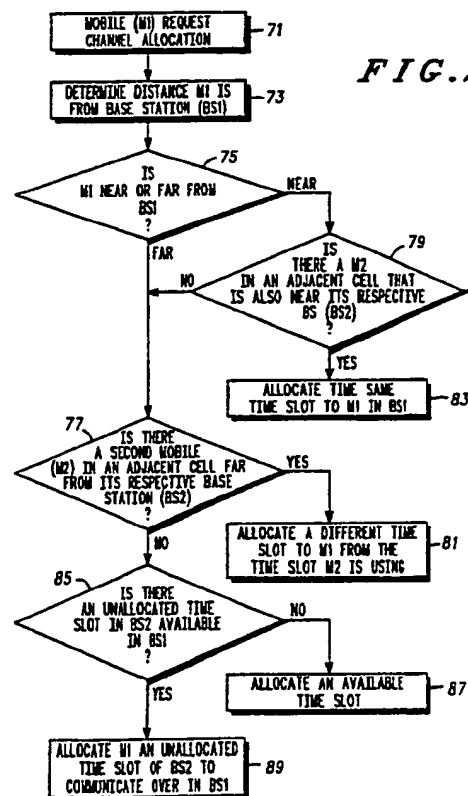 MOBILE (M1) REQUEST
CHANNEL ALLOCATION
71
FIG.
DETERMINE DISTANCE M1 IS
FROM BASE STATION (BS1)
73
75
IS
M1 NEAR OR FAR FROM
BS1
?
NEAR
FAR
79
IS
THERE A M2
IN AN ADJACENT CELL THAT
IS ALSO NEAR ITS RESPECTIVE
BS (BS2)
?
NO
YES
ALLOCATE TIME SAME
TIME SLOT TO M1 IN BS1
83
77
IS THERE
A SECOND MOBILE
(M2) IN AN ADJACENT CELL FAR
FROM ITS RESPECTIVE BASE
STATION (BS2)
?
YES
NO
ALLOCATE A DIFFERENT TIME
SLOT TO M1 FROM THE
TIME SLOT M2 IS USING
81
85
IS THERE
AN UNALLOCATED TIME
SLOT IN BS2 AVAILABLE
IN BS1
?
NO
YES
ALLOCATE AN AVAILABLE
TIME SLOT
87
ALLOCATE M1 AN UNALLOCATED
TIME SLOT OF BS2 TO
COMMUNICATE OVER IN BS1
89